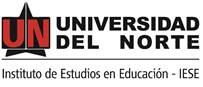 UN UNIVERSIDAD
DEL NORTE
Instituto de Estudios en Educación - IESE